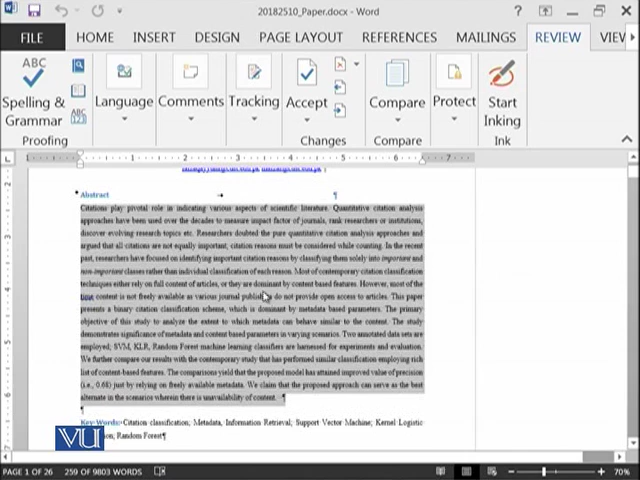 20182510_Paper.docx - Word
FILE HOME INSERT DESIGN PAGE LAYOUT REFERENCES MAILINGS REVIEW VIEW
ABC
Spelling &
Grammar
ABC
123
Language
Comments
Tracking
Accept
Compare
Protect
Start
Inking
Proofing
Changes
Compare
Ink
Abstract
Citations play pivotal role in indicating various aspects of scientific literature. Quantitative citation analysis
approaches have been used over the decades to measure impact factor of journals, rank researchers or institutions,
discover evolving research topics etc. Researchers doubted the pure quantitative citation analysis approaches and
argued that all citations are not equally important; citation reasons must be considered while counting. In the recent
past, researchers have focused on identifying important citation reasons by classifying them solely into important and
non-important classes rather than individual classification of each reason. Most of contemporary citation classification
techniques either rely on full content of articles, or they are dominant by content based features. However, most of the
time content is not freely available as various journal publishers do not provide open access to articles. This paper
presents a binary citation classification scheme, which is dominant by metadata based parameters. The primary
objective of this study to analyze the extent to which metadata can behave similar to the content. The study
demonstrates significance of metadata and content based parameters in varying scenarios. Two annotated data sets are
employed; SVM, KLR, Random Forest machine learning classifiers are harnessed for experiments and evaluation.
We further compare our results with the contemporary study that has performed similar classification employing rich
list of content-based features. The comparisons yield that the proposed model has attained improved value of precision
(i.e., 0.68) just by relying on freely available metadata. We claim that the proposed approach can serve as the best
alternate in the scenarios wherein there is unavailability of content.
Key-Words: Citation classification; Metadata, Information Retrieval; Support Vector Machine; Kernel Logistic
on; Random Forest
VU
PAGE 1 OF 26 259 OF 9803 WORDS 70%